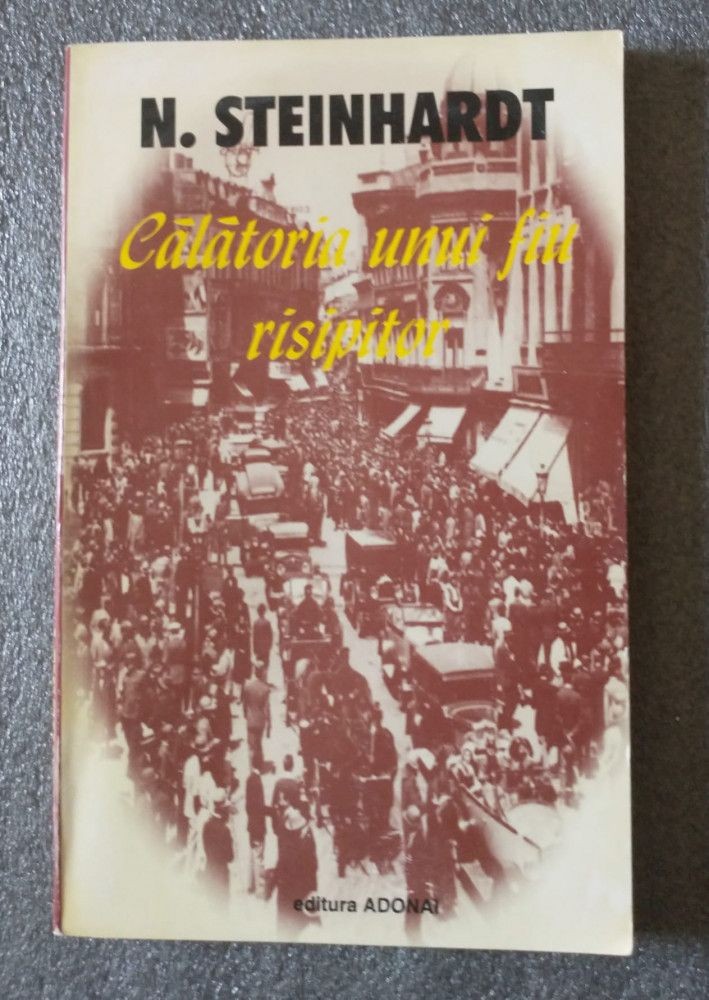 N. STEINHARDT
Călătoria unui fiu
risipitor
editura ADONAI